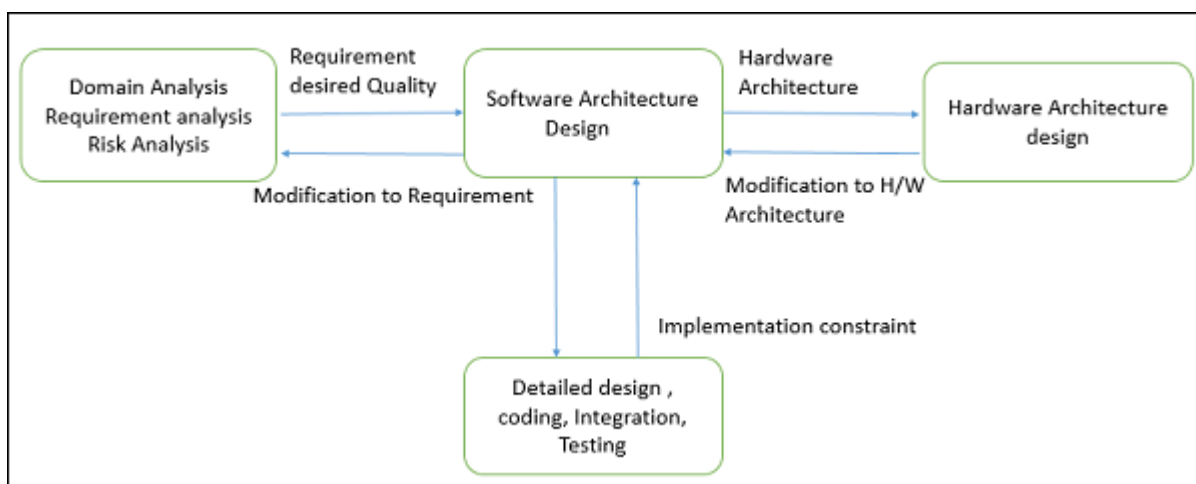 Domain Analysis
Requirement analysis
Risk Analysis
Requirement
desired Quality
Modification to Requirement
Software Architecture
Design
Hardware
Architecture
Modification to H/W
Architecture
Hardware Architecture
design
Implementation constraint
Detailed design ,
coding, Integration,
Testing